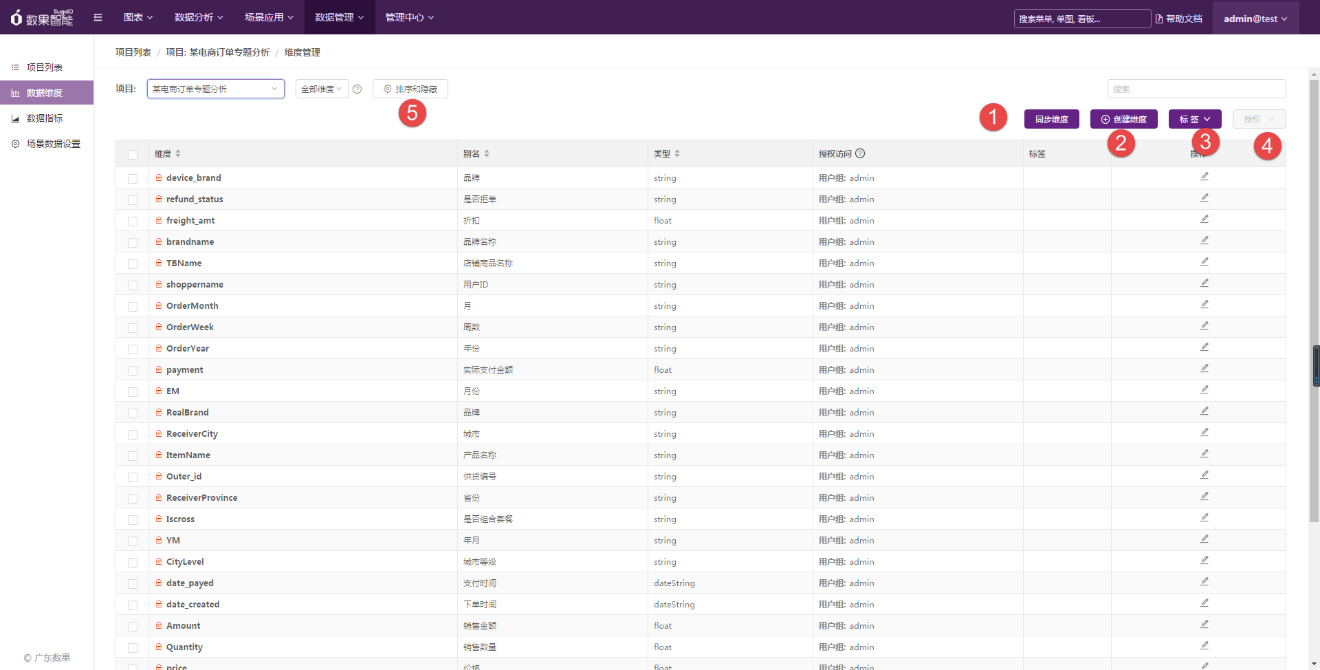 数果智能 SugoIO 图表 数据分析 场景应用 数据管理 管理中心 搜索菜单, 单图, 看板... 帮助文档 admin@test
项目列表 / 项目: 某电商订单专题分析 / 维度管理
项目列表
数据维度
数据指标
场景数据设置
项目: 某电商订单专题分析 全部维度 排序和隐藏 搜索
5
1 同步维度 创建维度 标签 授权
2 3 4
维度 别名 类型 授权访问 标签 操作
device_brand 品牌 string 用户组: admin
refund_status 是否拒单 string 用户组: admin
freight_amt 折扣 float 用户组: admin
brandname 品牌名称 string 用户组: admin
TBName 店铺商品名称 string 用户组: admin
shoppername 用户ID string 用户组: admin
OrderMonth 月 string 用户组: admin
OrderWeek 周数 string 用户组: admin
OrderYear 年份 string 用户组: admin
payment 实际支付金额 float 用户组: admin
EM 月份 string 用户组: admin
RealBrand 品牌 string 用户组: admin
ReceiverCity 城市 string 用户组: admin
ItemName 产品名称 string 用户组: admin
Outer_id 供货编号 string 用户组: admin
ReceiverProvince 省份 string 用户组: admin
Iscross 是否组合套餐 string 用户组: admin
YM 年月 string 用户组: admin
CityLevel 城市等级 string 用户组: admin
date_payed 支付时间 dateString 用户组: admin
date_created 下单时间 dateString 用户组: admin
Amount 销售金额 float 用户组: admin
Quantity 销售数量 float 用户组: admin
price 价格 float 用户组: admin
© 广东数果